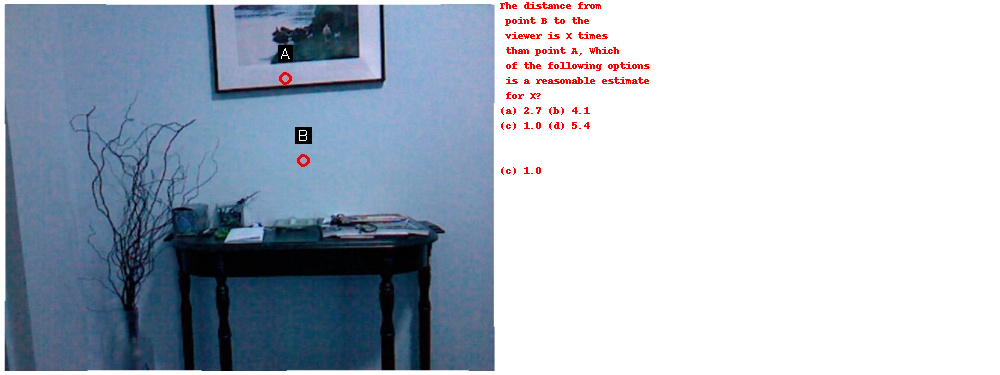 A
B
The distance from
point B to the
viewer is X times
than point A, Which
of the following options
is a reasonable estimate
for X?
(a) 2.7 (b) 4.1
(c) 1.0 (d) 5.4
(c) 1.0